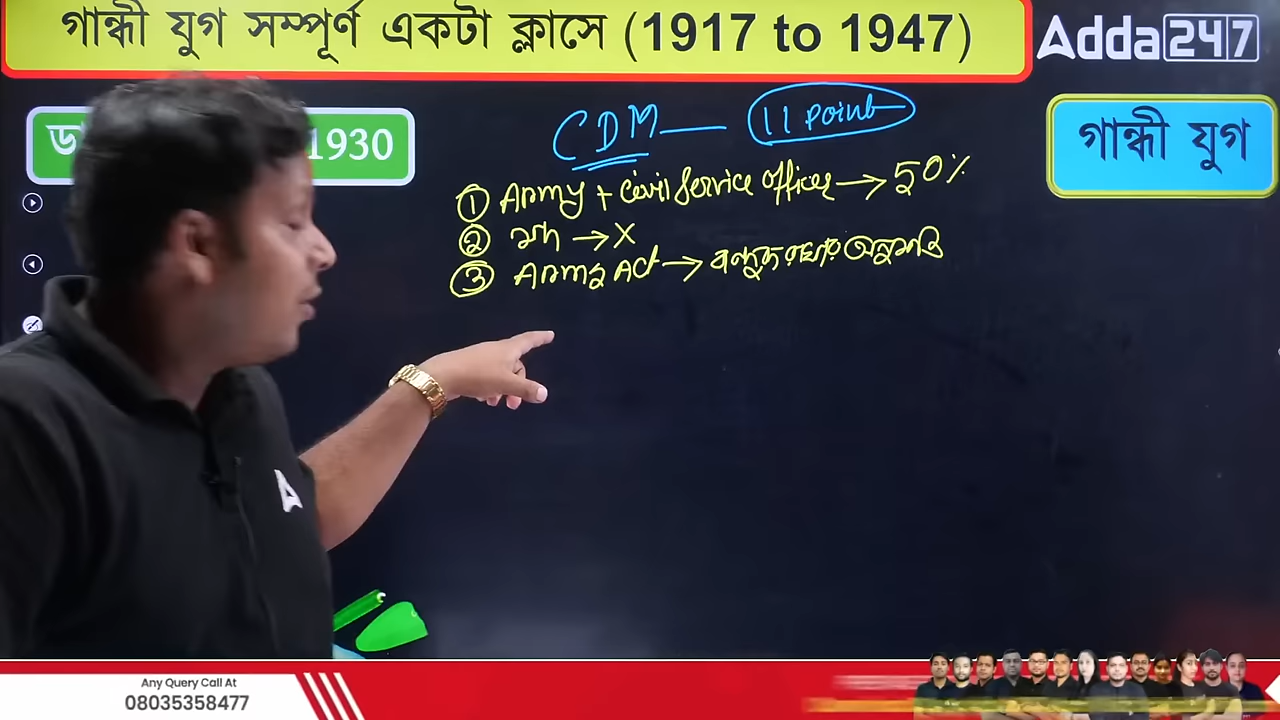 গান্ধী যুগ সম্পূর্ণ একটা ক্লাসে (1917 to 1947)
Adda247
1930
গান্ধী যুগ
CDM — 11 Point
① Army + Civil Service Officer → 50%
② মদ → X
③ Arms Act → বন্দুক রাখার অনুমতি
Any Query Call At
08035358477